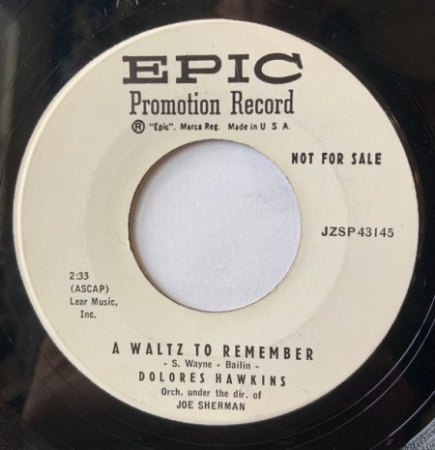 EPIC
Promotion Record
® "Epic". Marca Reg. Made in U S A.
NOT FOR SALE
JZSP 43145
2:33
(ASCAP)
Lear Music,
Inc.
A WALTZ TO REMEMBER
- S. Wayne - Bailin -
DOLORES HAWKINS
Orch. under the dir. of
JOE SHERMAN